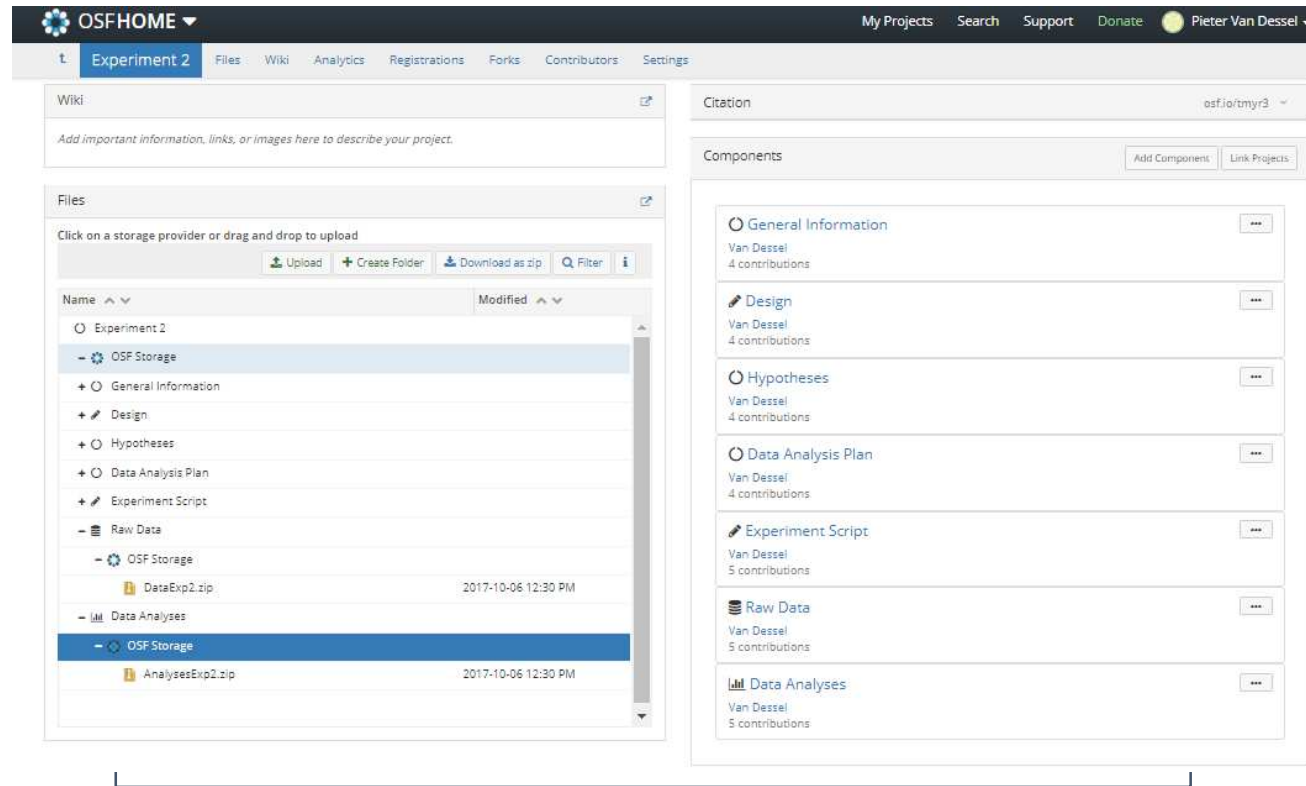 OSFHOME
My Projects Search Support Donate Pieter Van Dessel
Experiment 2 Files Wiki Analytics Registrations Forks Contributors Settings
Wiki
Add important information, links, or images here to describe your project.
Files
Click on a storage provider or drag and drop to upload
Upload Create Folder Download as zip Filter i
Name Modified
Experiment 2
OSF Storage
General Information
Design
Hypotheses
Data Analysis Plan
Experiment Script
Raw Data
OSF Storage
DataExp2.zip 2017-10-06 12:30 PM
Data Analyses
OSF Storage
AnalysesExp2.zip 2017-10-06 12:30 PM
Citation osf.io/tmyr3
Components Add Component Link Projects
General Information
Van Dessel
4 contributions
Design
Van Dessel
4 contributions
Hypotheses
Van Dessel
4 contributions
Data Analysis Plan
Van Dessel
4 contributions
Experiment Script
Van Dessel
5 contributions
Raw Data
Van Dessel
5 contributions
Data Analyses
Van Dessel
5 contributions